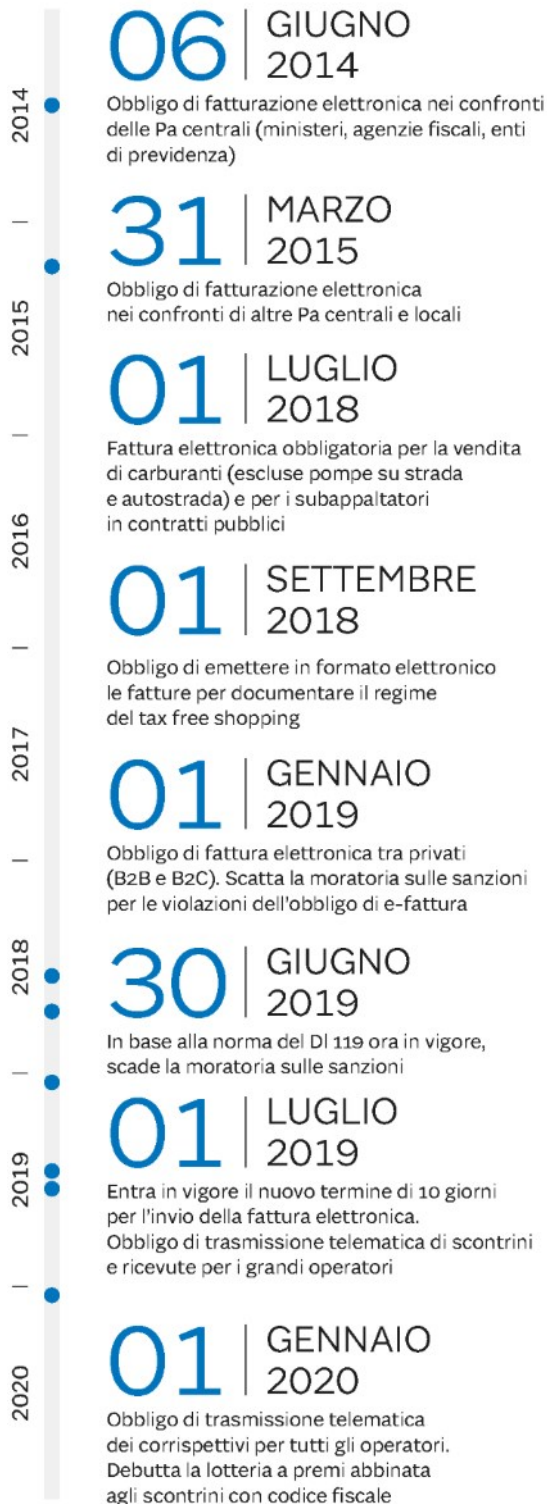 2014
2015
2016
2017
2018
2019
2020
06 GIUGNO
2014
Obbligo di fatturazione elettronica nei confronti
delle Pa centrali (ministeri, agenzie fiscali, enti
di previdenza)
31 MARZO
2015
Obbligo di fatturazione elettronica
nei confronti di altre Pa centrali e locali
01 LUGLIO
2018
Fattura elettronica obbligatoria per la vendita
di carburanti (escluse pompe su strada
e autostrada) e per i subappaltatori
in contratti pubblici
01 SETTEMBRE
2018
Obbligo di emettere in formato elettronico
le fatture per documentare il regime
del tax free shopping
01 GENNAIO
2019
Obbligo di fattura elettronica tra privati
(B2B e B2C). Scatta la moratoria sulle sanzioni
per le violazioni dell'obbligo di e-fattura
30 GIUGNO
2019
In base alla norma del Dl 119 ora in vigore,
scade la moratoria sulle sanzioni
01 LUGLIO
2019
Entra in vigore il nuovo termine di 10 giorni
per l'invio della fattura elettronica.
Obbligo di trasmissione telematica di scontrini
e ricevute per i grandi operatori
01 GENNAIO
2020
Obbligo di trasmissione telematica
dei corrispettivi per tutti gli operatori.
Debutta la lotteria a premi abbinata
agli scontrini con codice fiscale